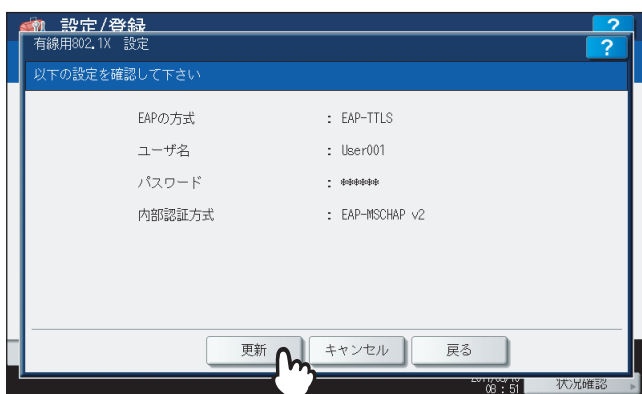 設定/登録
?
有線用802.1X 設定
?
以下の設定を確認して下さい
EAPの方式 : EAP-TTLS
ユーザ名 : User001
パスワード : ******
内部認証方式 : EAP-MSCHAP v2
更新 キャンセル 戻る
08:51
状況確認